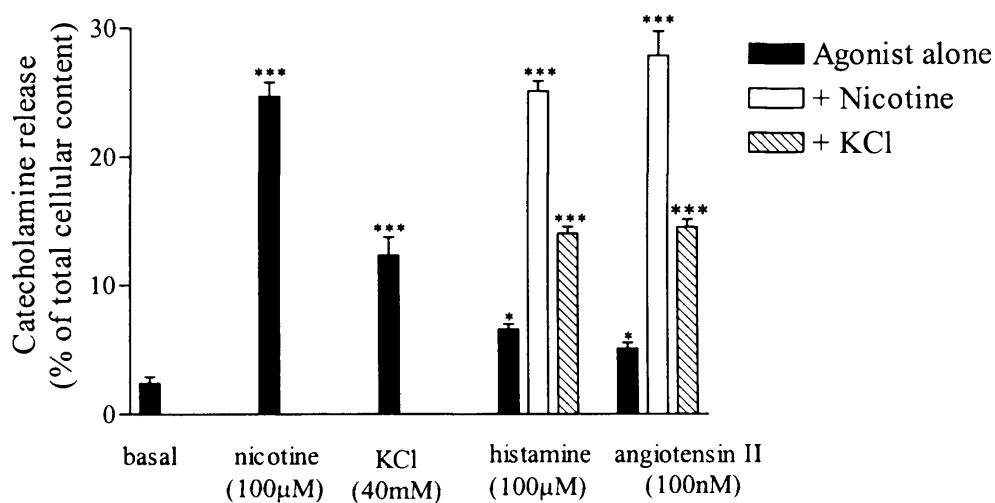 Catecholamine release
(% of total cellular content)
30
20
10
0
***
***
*
***
***
*
***
***
Agonist alone
+ Nicotine
+ KCl
basal
nicotine
(100µM)
KCl
(40mM)
histamine
(100µM)
angiotensin II
(100nM)